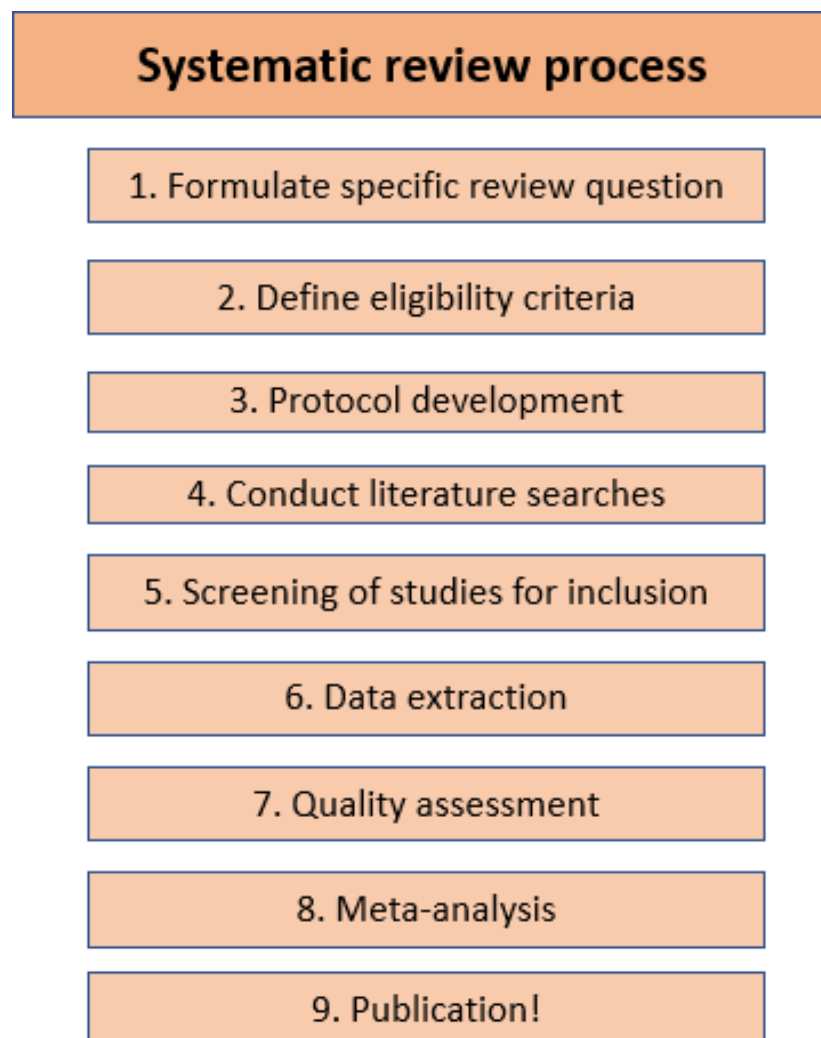 Systematic review process
1. Formulate specific review question
2. Define eligibility criteria
3. Protocol development
4. Conduct literature searches
5. Screening of studies for inclusion
6. Data extraction
7. Quality assessment
8. Meta-analysis
9. Publication!